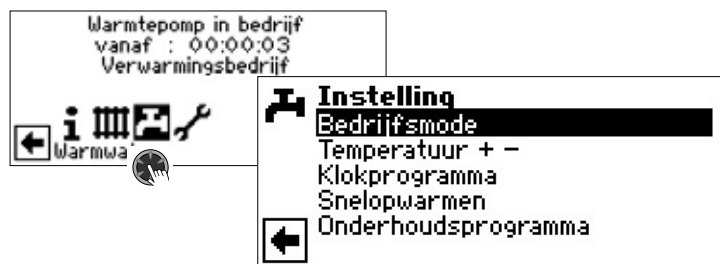 Warmtepomp in bedrijf
vanaf : 00:00:03
Verwarmingsbedrijf
Instelling
Bedrijfsmode
Temperatuur + −
Klokprogramma
Snelopwarmen
Onderhoudsprogramma